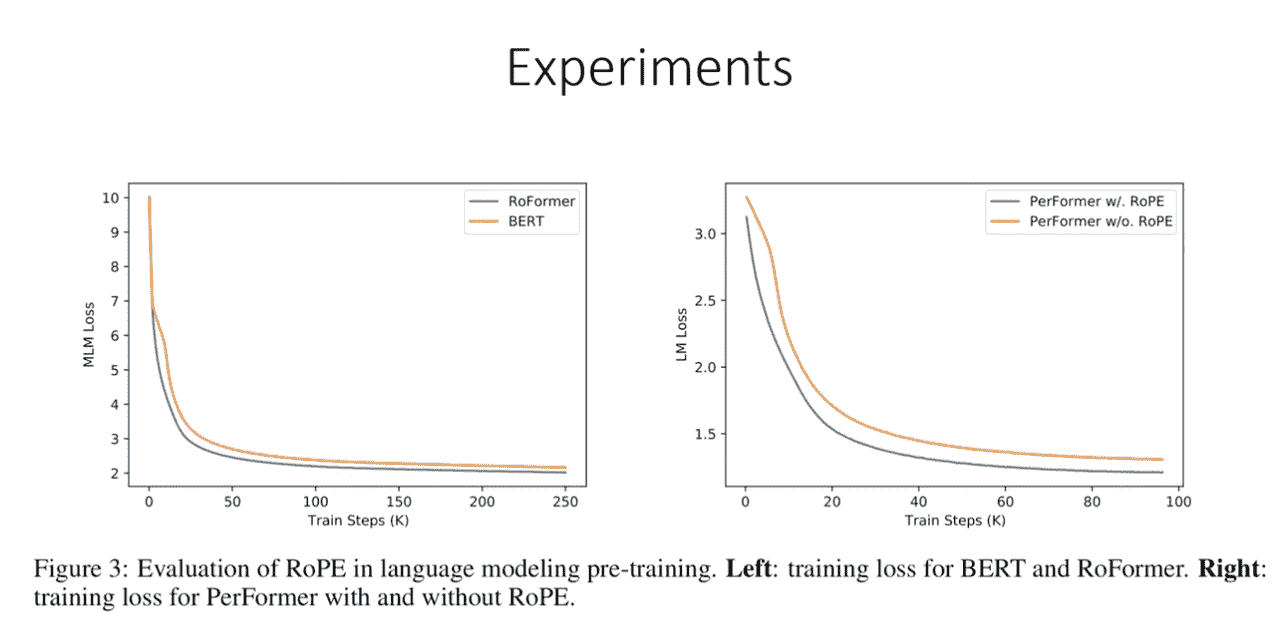 Experiments
10
9
8
7
6
5
4
3
2
MLM Loss
0 50 100 150 200 250
Train Steps (K)
RoFormer
BERT
3.0
2.5
2.0
1.5
LM Loss
0 20 40 60 80 100
Train Steps (K)
PerFormer w/. RoPE
PerFormer w/o. RoPE
Figure 3: Evaluation of RoPE in language modeling pre-training. Left: training loss for BERT and RoFormer. Right:
training loss for PerFormer with and without RoPE.